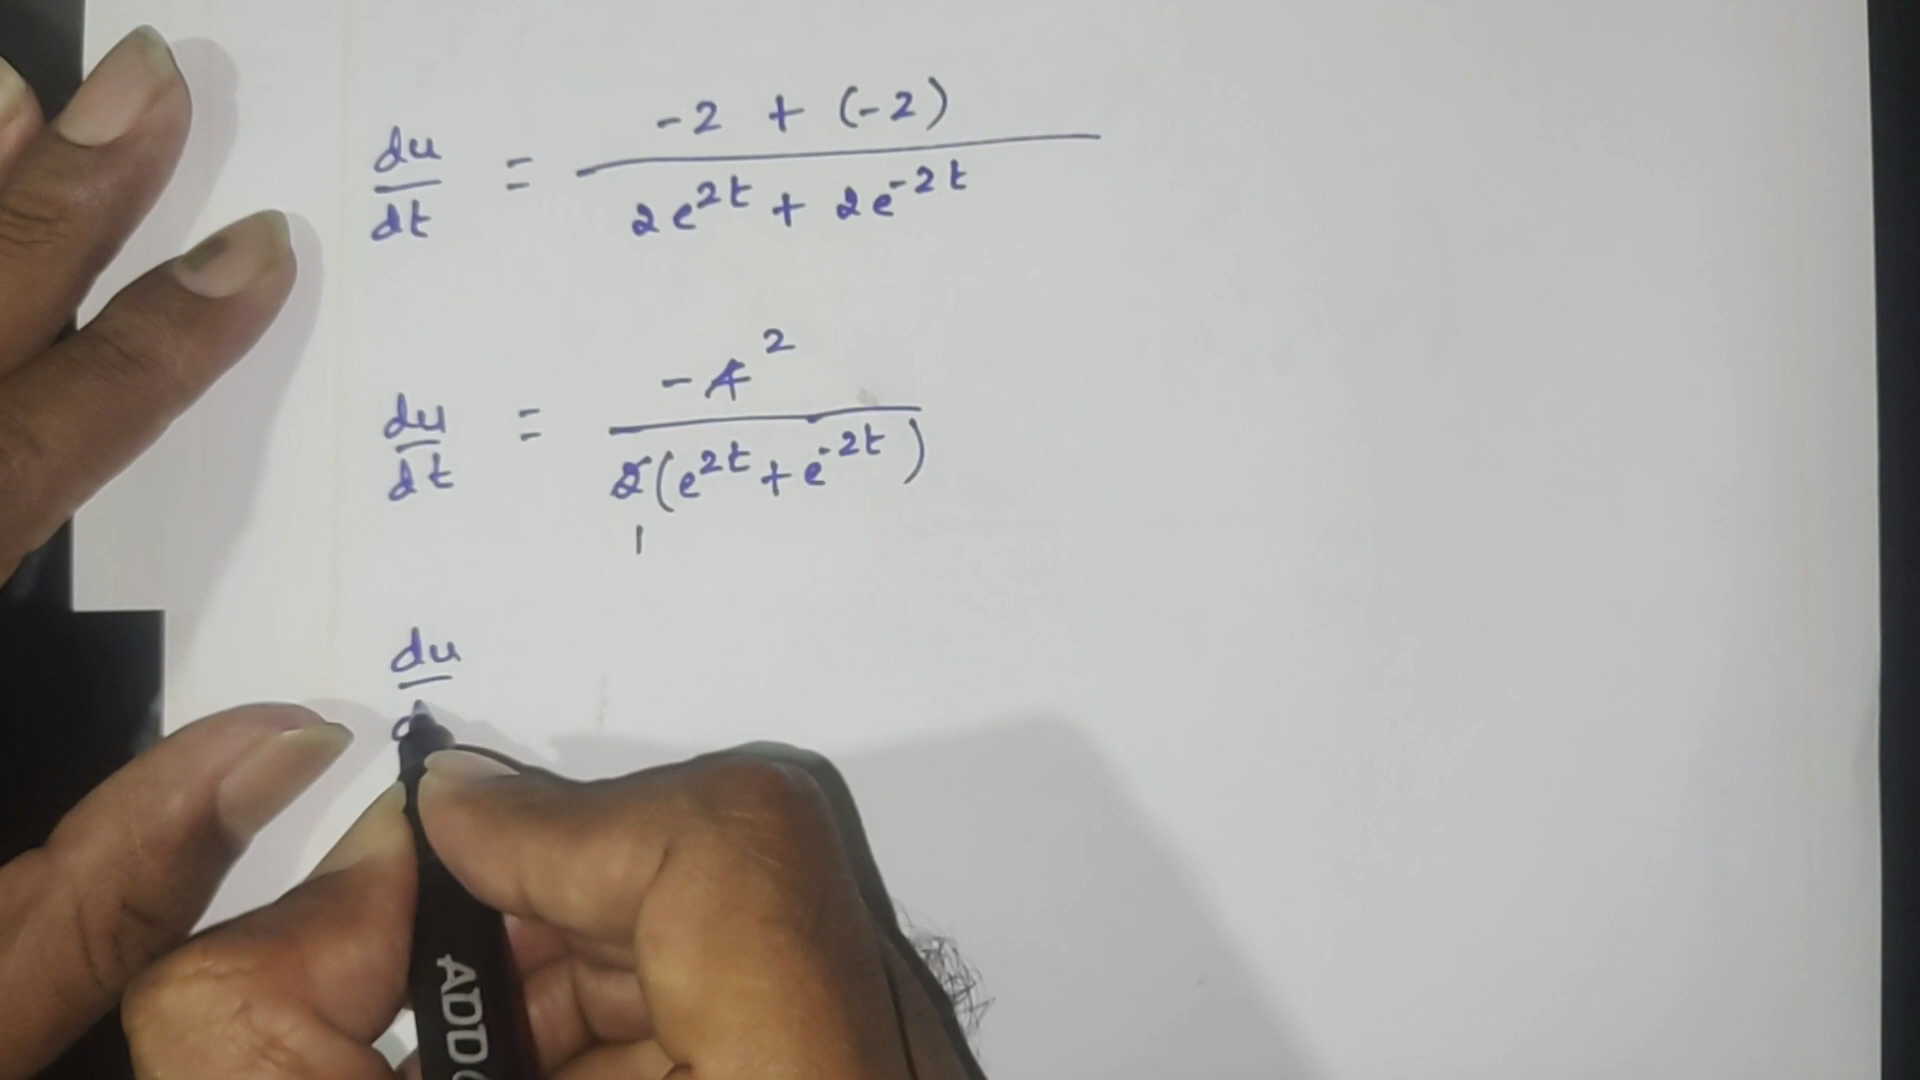 du/dt = (-2 + (-2))/(2e^{2t} + 2e^{-2t})
du/dt = -4 2/(2(e^{2t} + e^{-2t}))
1
du
d
ADD